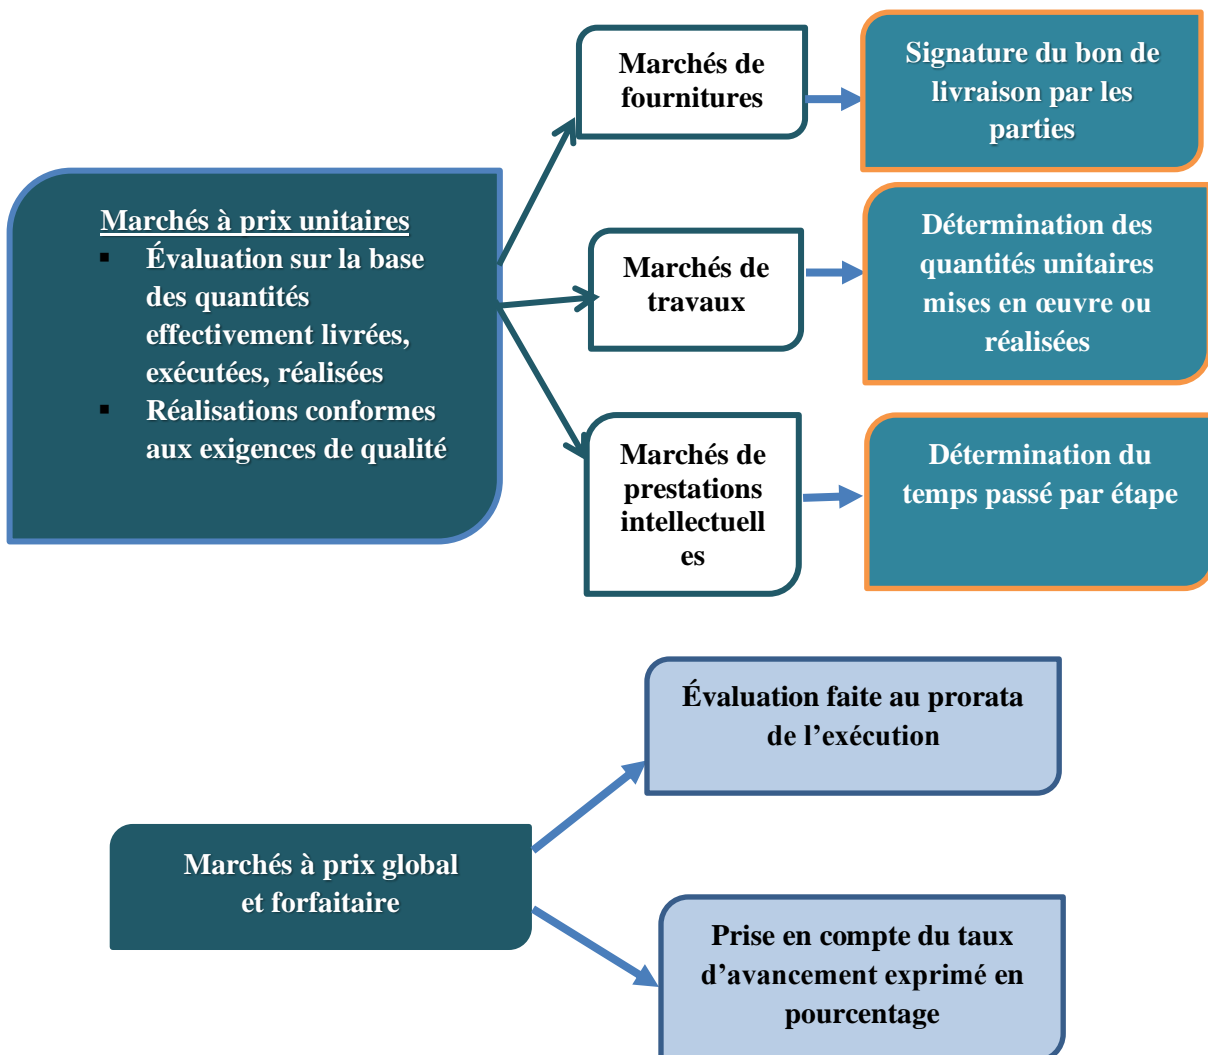 Marchés à prix unitaires
▪ Évaluation sur la base
des quantités
effectivement livrées,
exécutées, réalisées
▪ Réalisations conformes
aux exigences de qualité
Marchés de
fournitures
Signature du bon de
livraison par les
parties
Marchés de
travaux
Détermination des
quantités unitaires
mises en œuvre ou
réalisées
Marchés de
prestations
intellectuell
es
Détermination du
temps passé par étape
Marchés à prix global
et forfaitaire
Évaluation faite au prorata
de l’exécution
Prise en compte du taux
d’avancement exprimé en
pourcentage